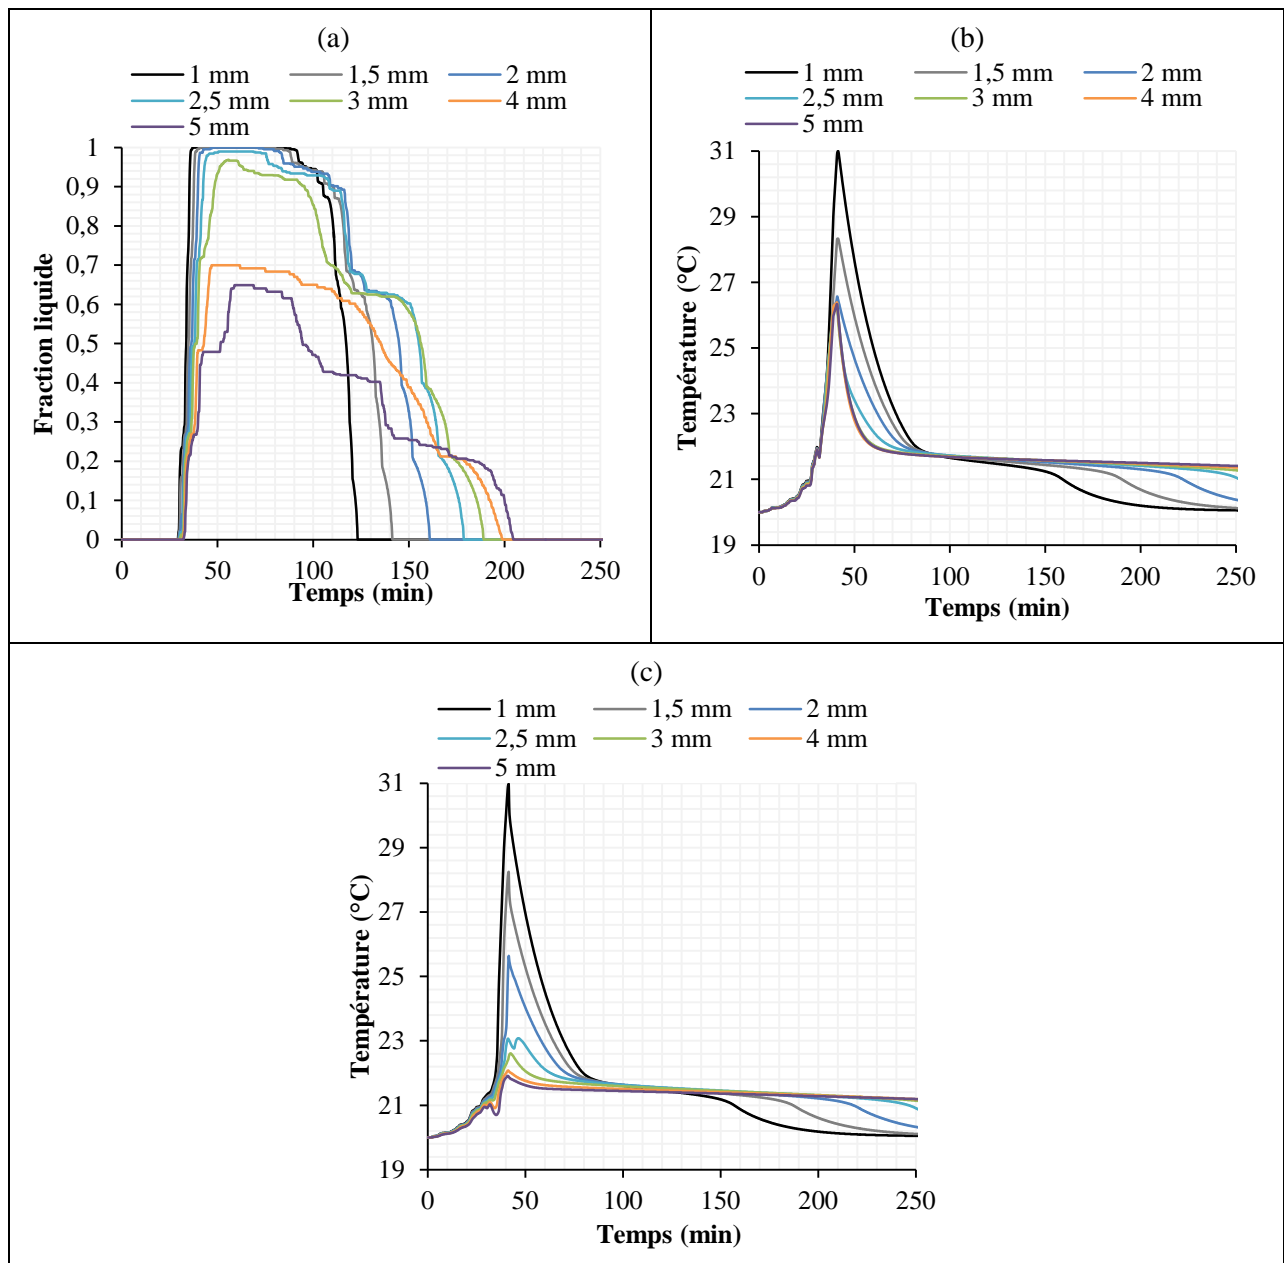 (a)
1 mm 1,5 mm 2 mm
2,5 mm 3 mm 4 mm
5 mm
Fraction liquide
1
0,9
0,8
0,7
0,6
0,5
0,4
0,3
0,2
0,1
0
0 50 100 150 200 250
Temps (min)
(b)
1 mm 1,5 mm 2 mm
2,5 mm 3 mm 4 mm
5 mm
Température (°C)
31
29
27
25
23
21
19
0 50 100 150 200 250
Temps (min)
(c)
1 mm 1,5 mm 2 mm
2,5 mm 3 mm 4 mm
5 mm
Température (°C)
31
29
27
25
23
21
19
0 50 100 150 200 250
Temps (min)